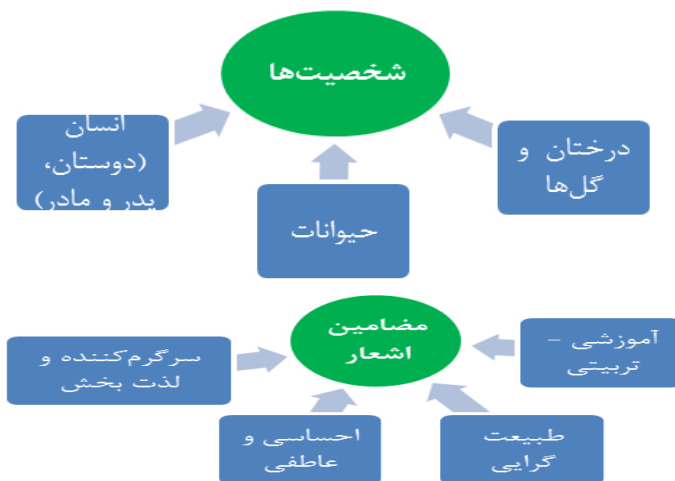 شخصیت‌ها
درختان و
گل‌ها
حیوانات
انسان
(دوستان،
پدر و مادر)
مضامین
اشعار
آموزشی –
تربیتی
طبیعت
گرایی
احساسی و
عاطفی
سرگرم‌کننده و
لذت بخش